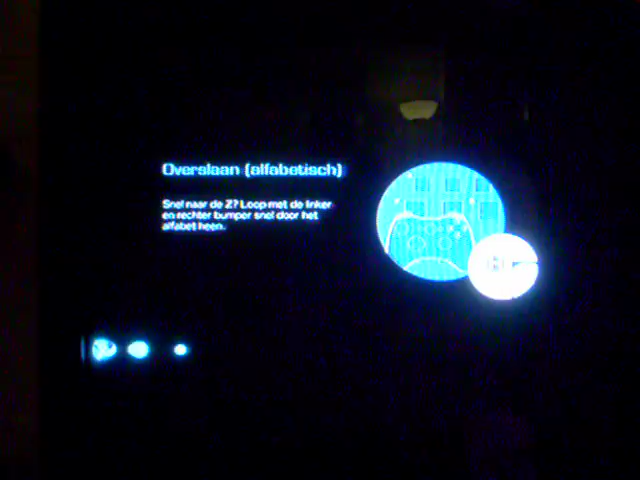 Overslaan (alfabetisch)
Snel naar de Z? Loop met de linker
en rechter bumper snel door het
alfabet heen.